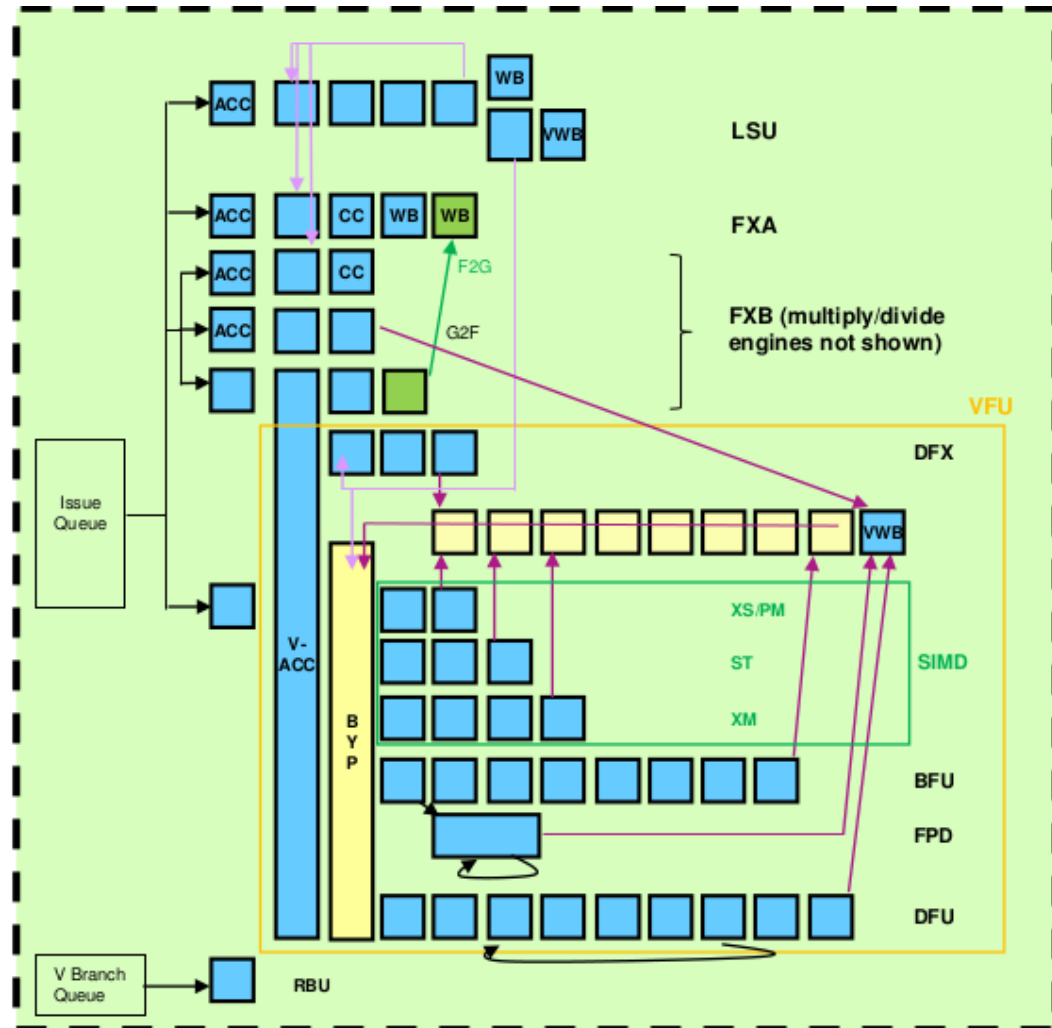 WB
ACC
VWB
LSU
ACC
CC
WB
WB
FXA
ACC
CC
F2G
ACC
G2F
FXB (multiply/divide
engines not shown)
VFU
DFX
Issue
Queue
VWB
XS/PM
V-
ACC
ST
SIMD
B
Y
P
XM
BFU
FPD
DFU
V Branch
Queue
RBU